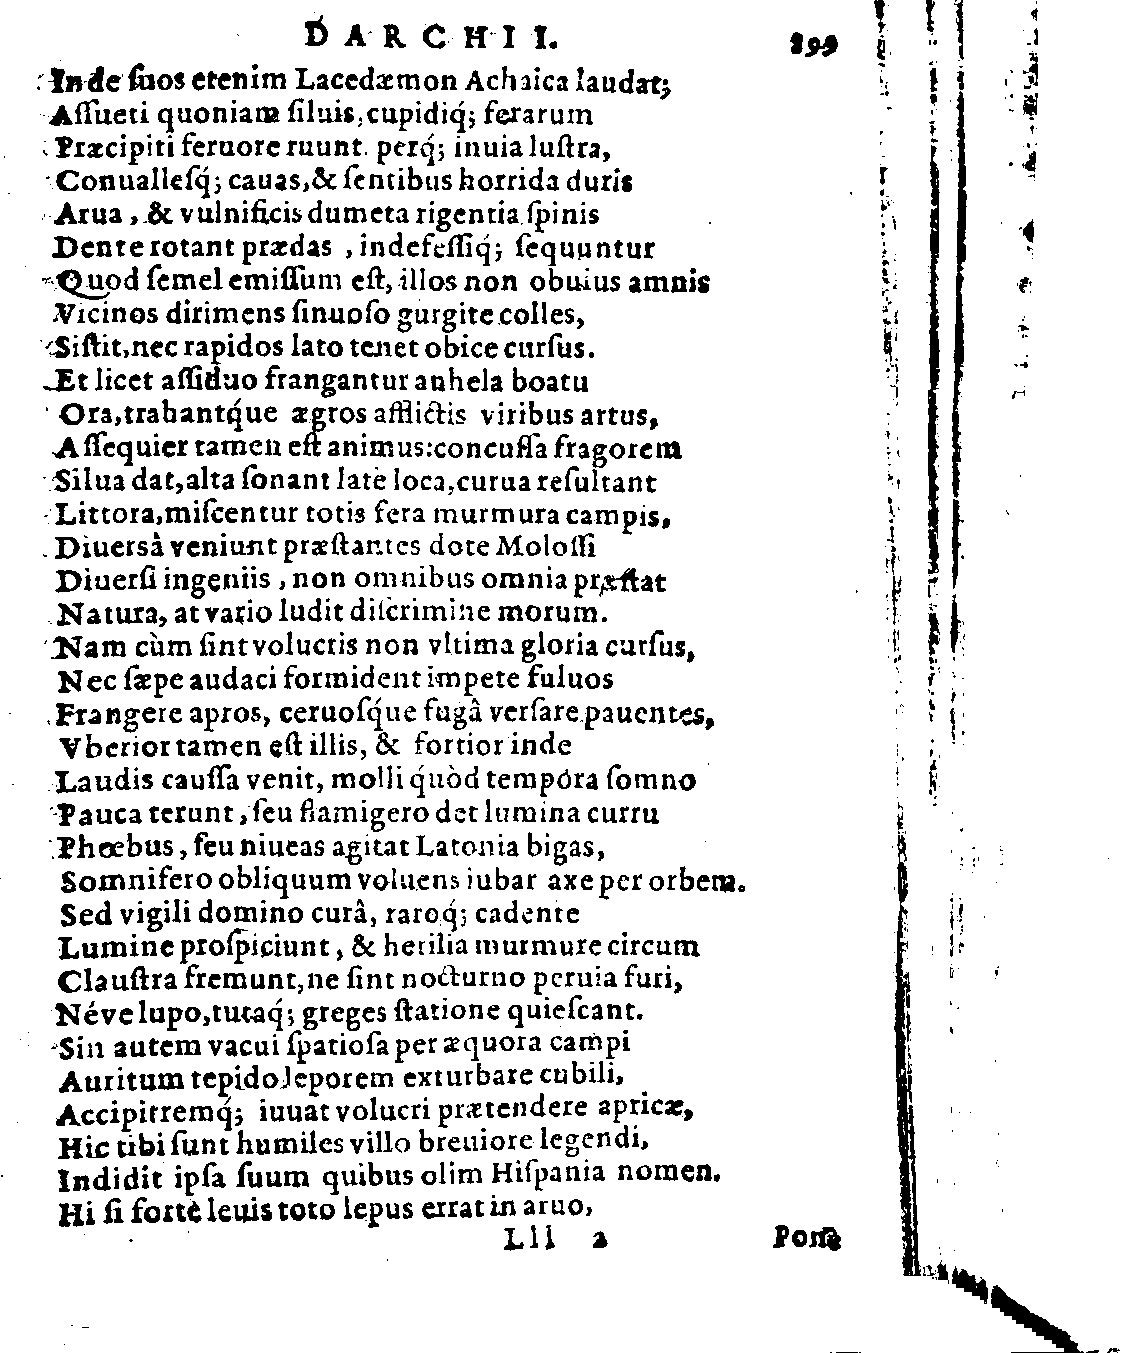 DARCHII. 899
Inde ſuos etenim Lacedæmon Achaica laudat;
Aſſueti quoniam ſiluis, cupidiq́; ferarum
Præcipiti feruore ruunt. perq́; inuia luſtra,
Conualleſq́; cauas, & ſentibus horrida duris
Arua, & vulnificis dumeta rigentia ſpinis
Dente rotant prædas, indefeſſiq́; ſequuntur
Quod ſemel emiſſum eſt, illos non obuius amnis
Vicinos dirimens ſinuoſo gurgite colles,
Siſtit, nec rapidos lato tenet obice curſus.
Et licet aſſiduo frangantur anhela boatu
Ora, trahantq́ue ægros afflictis viribus artus,
Aſſequier tamen eſt animus: concuſſa fragorem
Silua dat, alta ſonant latè loca, curua reſultant
Littora, miſcentur totis fera murmura campis,
Diuersâ veniunt præſtantes dote Moloſſi
Diuerſi ingeniis, non omnibus omnia præſtat
Natura, at vario ludit diſcrimine morum.
Nam cùm ſint volucris non vltima gloria curſus,
Nec ſæpe audaci formident impete fuluos
Frangere apros, ceruoſq́ue fugâ verſare pauentes,
Vberior tamen eſt illis, & fortior inde
Laudis cauſſa venit, molli q́uòd tempora ſomno
Pauca terunt, ſeu flamigero det lumina curru
Phœbus, ſeu niueas agitat Latonia bigas,
Somnifero obliquum voluens iubar axe per orbem.
Sed vigili domino curâ, raroq́; cadente
Lumine proſpiciunt, & herilia murmure circum
Clauſtra fremunt, ne ſint nocturno peruia furi,
Néve lupo, tutaq́; greges ſtatione quieſcant.
Sin autem vacui ſpatioſa per æquora campi
Auritum tepido leporem exturbare cubili,
Accipitremq́; iuuat volucri prætendere apricæ,
Hic tibi ſunt humiles villo breuiore legendi,
Indidit ipſa ſuum quibus olim Hiſpania nomen.
Hi ſi fortè leuis toto lepus errat in aruo,
Lll 2 Ponè